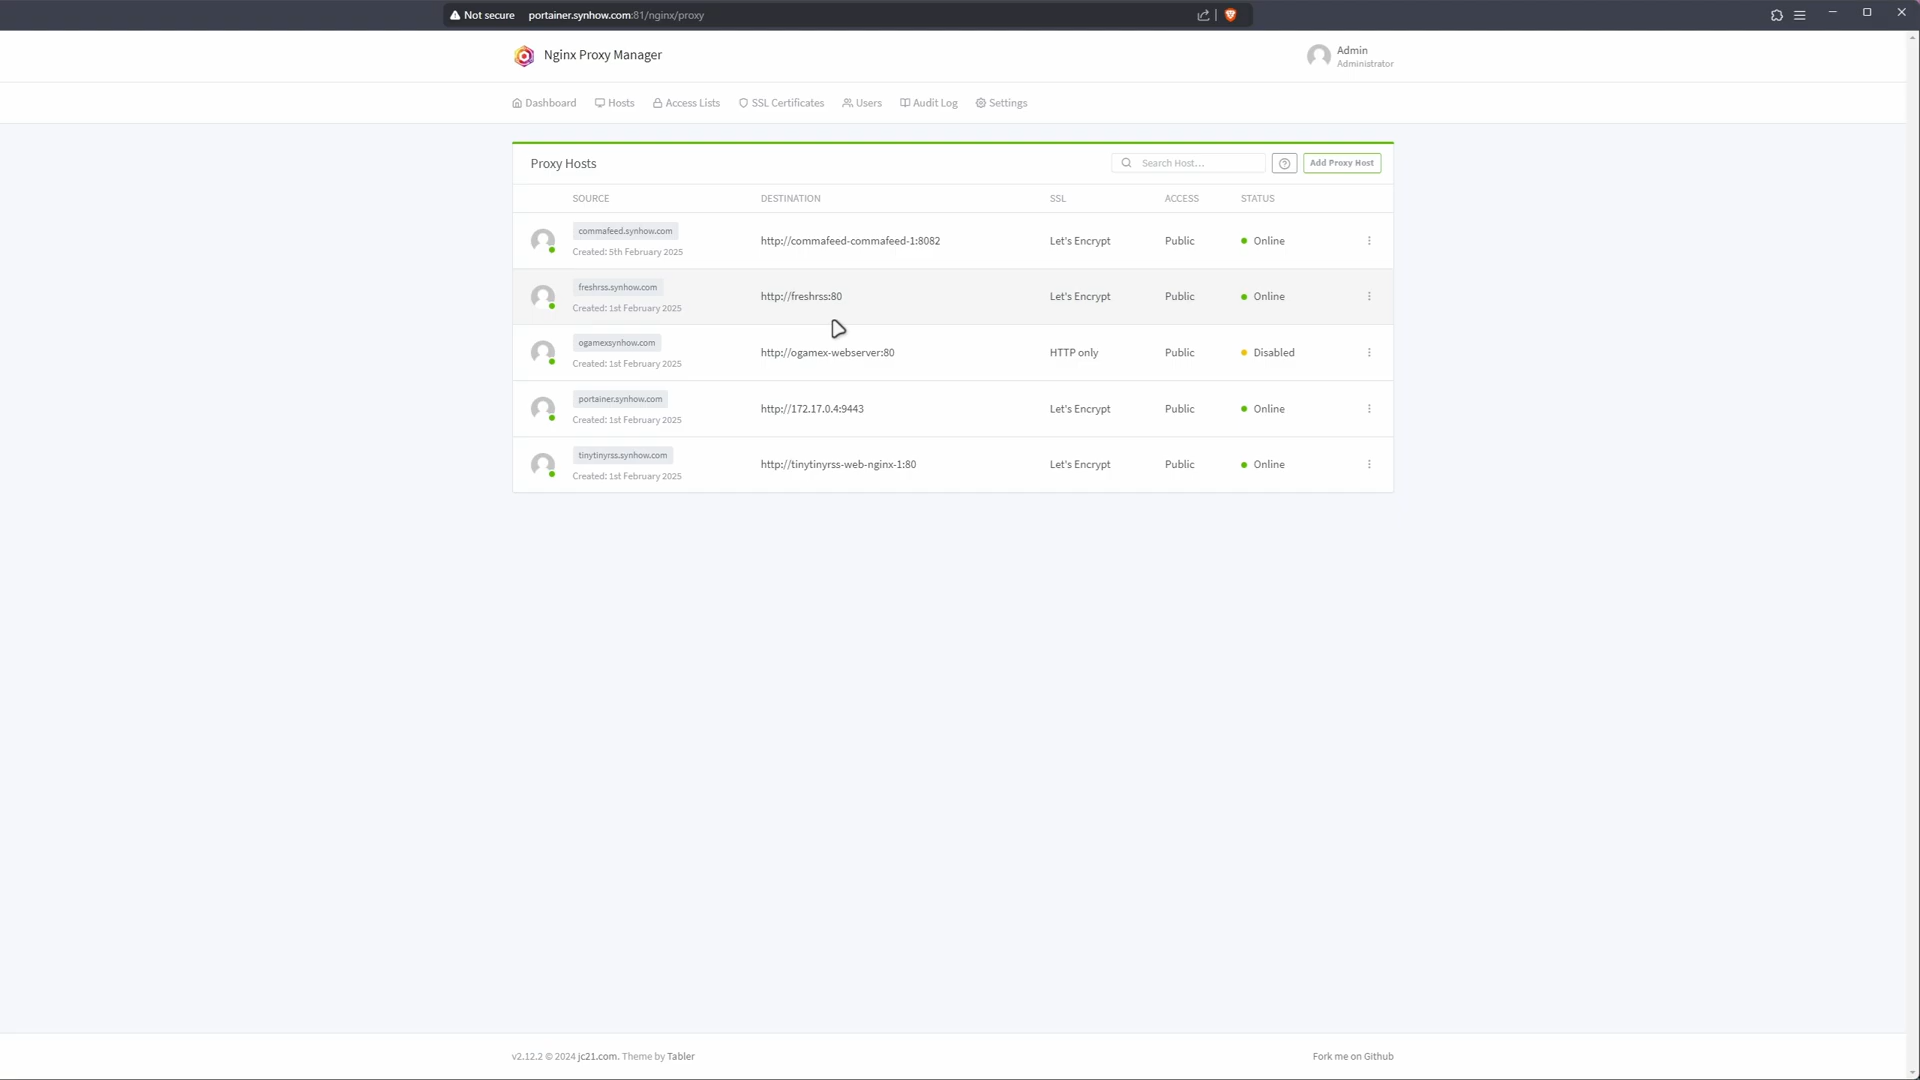 Not secure portainer.synhow.com:81/nginx/proxy
Nginx Proxy Manager
Admin
Administrator
Dashboard Hosts Access Lists SSL Certificates Users Audit Log Settings
Proxy Hosts
Search Host...
Add Proxy Host
SOURCE DESTINATION SSL ACCESS STATUS
commafeed.synhow.com
Created: 5th February 2025
http://commafeed-commafeed-1:8082 Let's Encrypt Public Online
freshrss.synhow.com
Created: 1st February 2025
http://freshrss:80 Let's Encrypt Public Online
ogamexsynhow.com
Created: 1st February 2025
http://ogamex-webserver:80 HTTP only Public Disabled
portainer.synhow.com
Created: 1st February 2025
http://172.17.0.4:9443 Let's Encrypt Public Online
tinytinyrss.synhow.com
Created: 1st February 2025
http://tinytinyrss-web-nginx-1:80 Let's Encrypt Public Online
v2.12.2 © 2024 jc21.com. Theme by Tabler
Fork me on Github